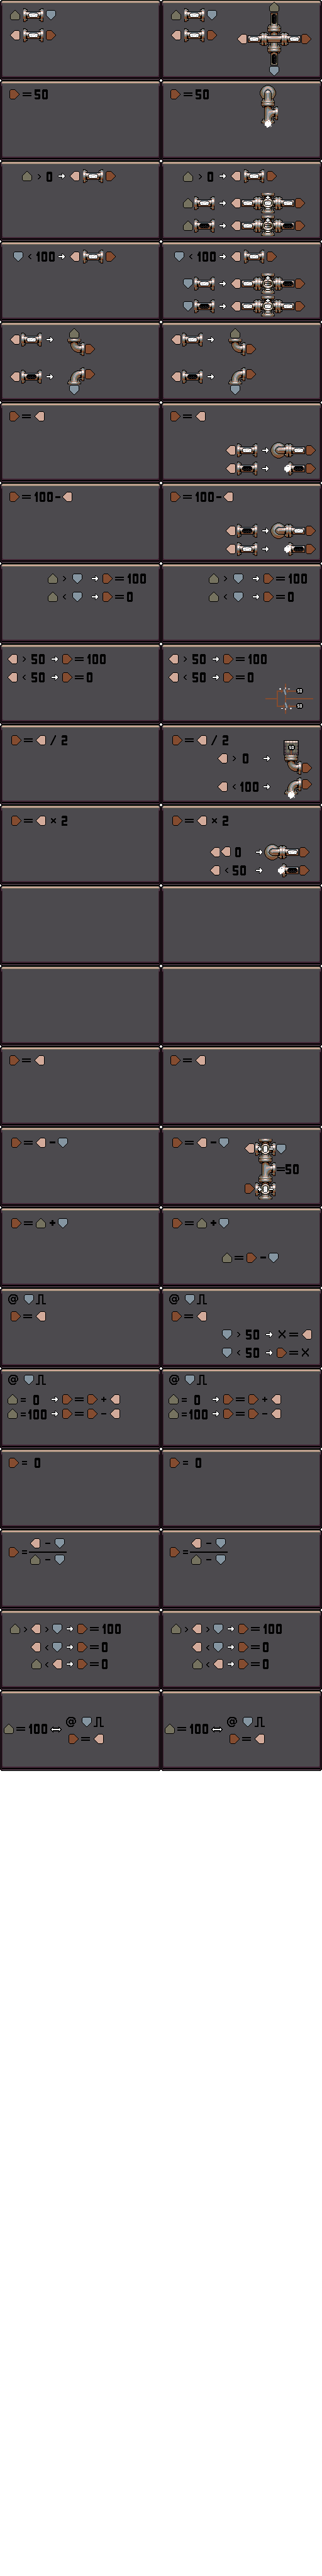 = 50 = 50
> 0 > 0
< 100 < 100
= =
= 100 - = 100 -
> = 100 > = 100
< = 0 < = 0
> 50 = 100 > 50 = 100
< 50 = 0 < 50 = 0
= / 2 = / 2
> 0
< 100
= × 2 = × 2
0
< 50
= =
= - = -
= 50
= + = +
= -
@ @
= =
> 50 × =
< 50 = ×
@ @
= 0 = + = 0 = +
= 100 = - = 100 = -
= 0 = 0
- -
= =
- -
> > = 100 > > = 100
< = 0 < = 0
< = 0 < = 0
@ @
= 100 = 100
= =